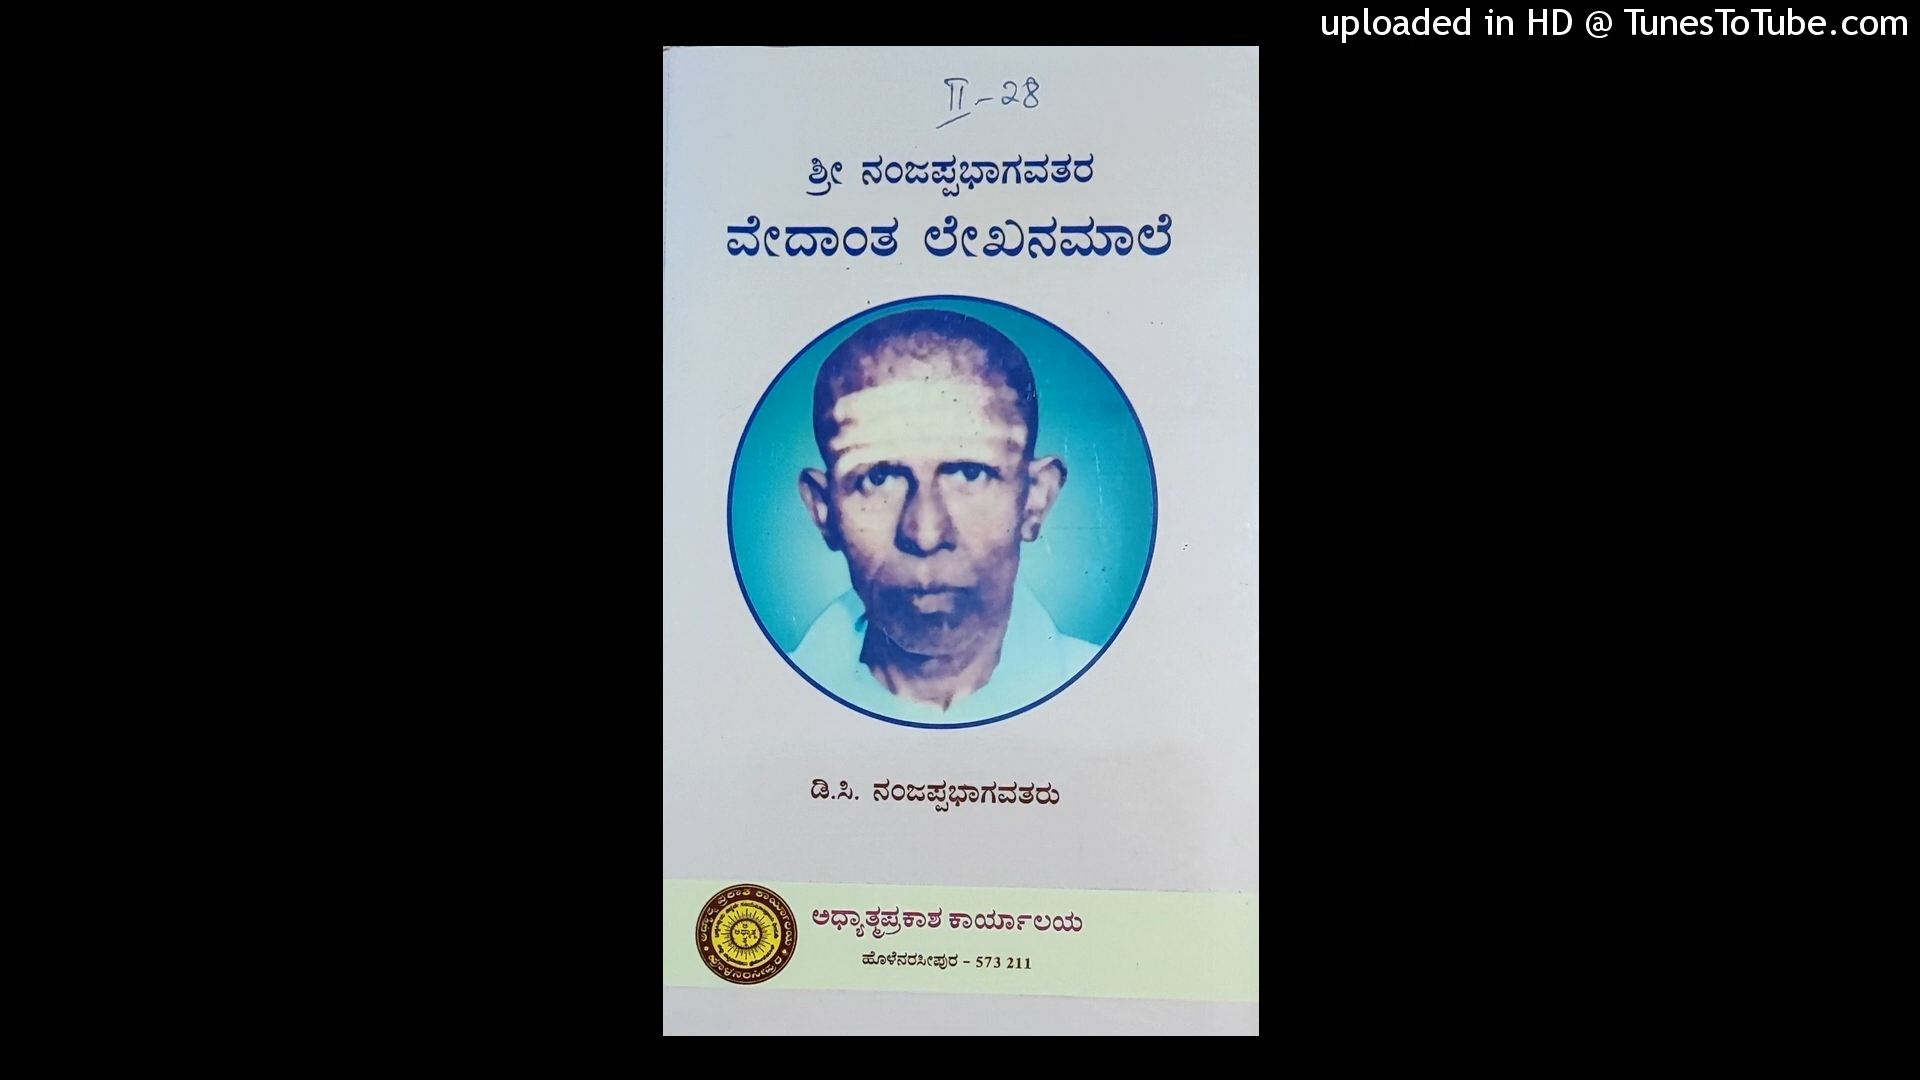 uploaded in HD @ TunesToTube.com
II - 28
ಶ್ರೀ ನಂಜಪ್ಪಭಾಗವತರ
ವೇದಾಂತ ಲೇಖನಮಾಲೆ
ಡಿ.ಸಿ. ನಂಜಪ್ಪಭಾಗವತರು
ಅಧ್ಯಾತ್ಮಪ್ರಕಾಶ ಕಾರ್ಯಾಲಯ
ಹೊಳೆನರಸೀಪುರ - 573 211